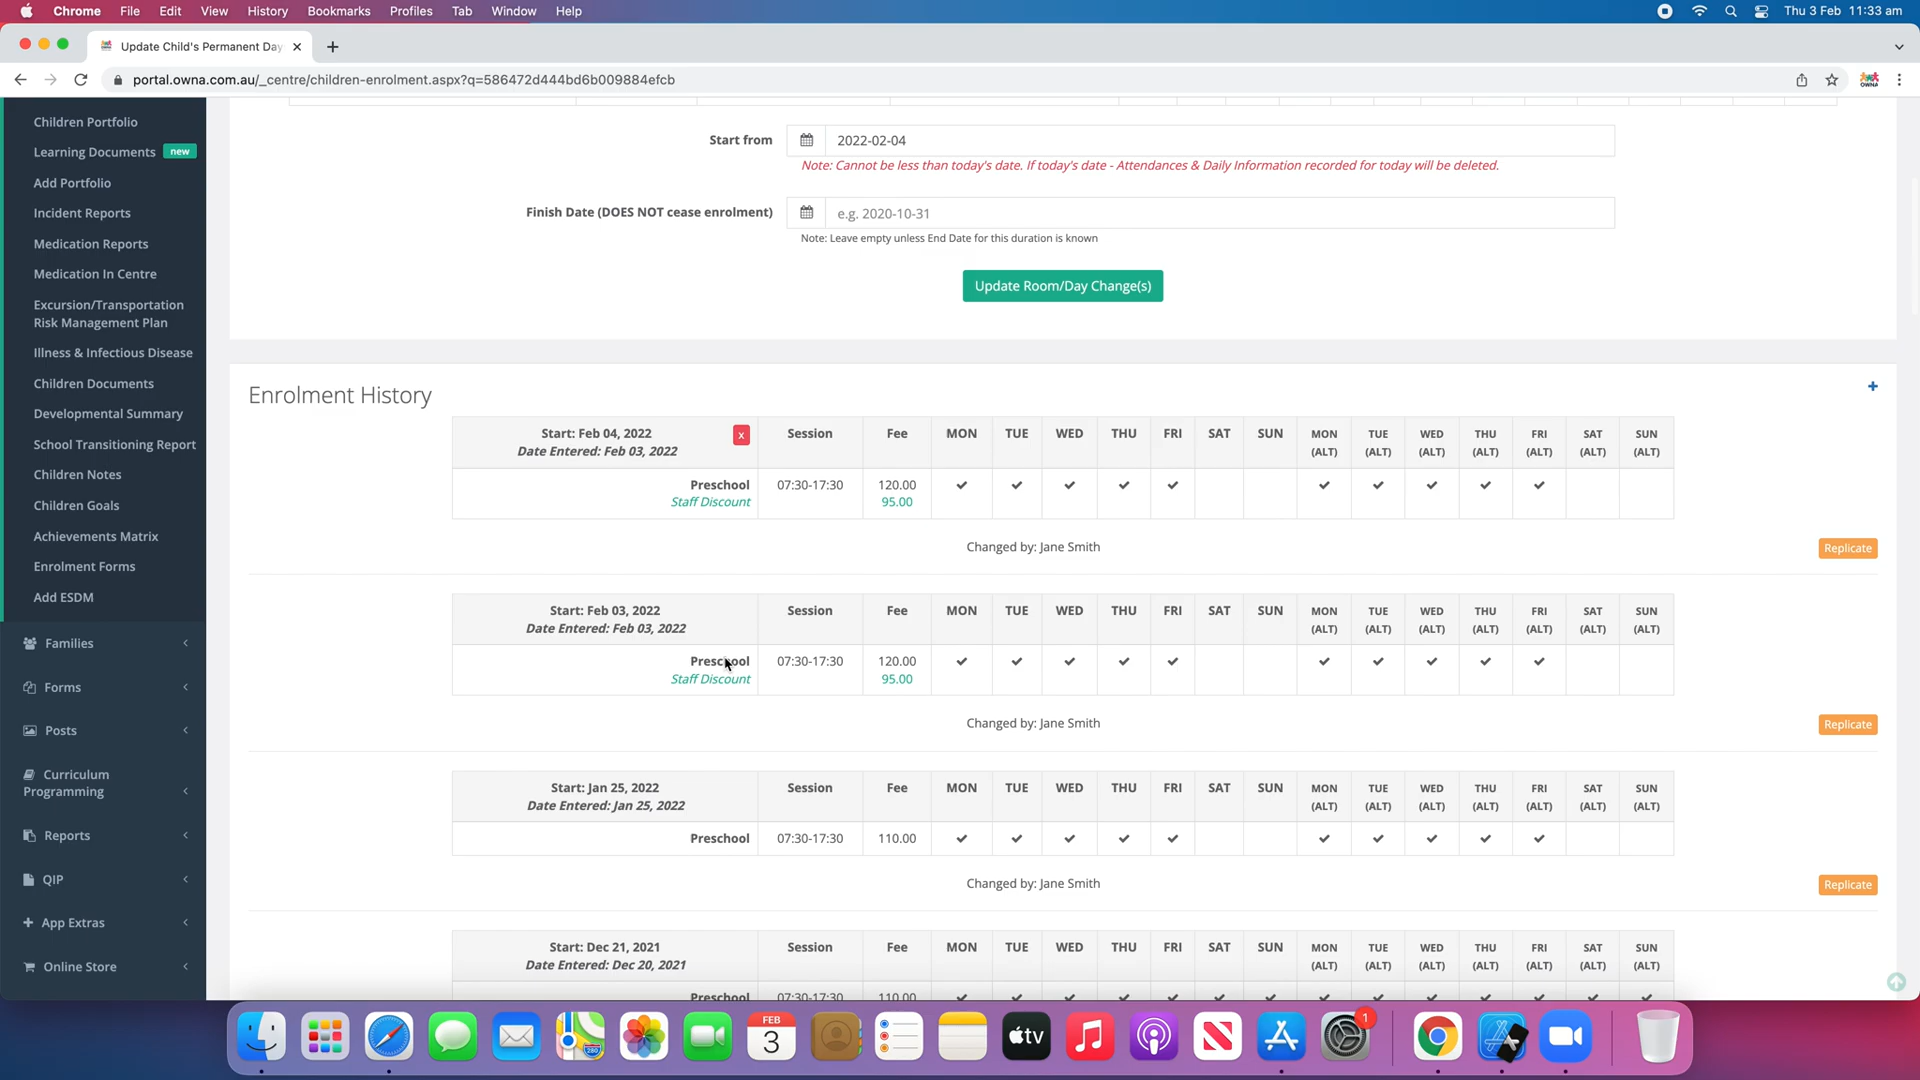 Chrome File Edit View History Bookmarks Profiles Tab Window Help Thu 3 Feb 11:33 am
Update Child's Permanent Day
portal.owna.com.au/_centre/children-enrolment.aspx?q=586472d444bd6b009884efcb
OWNA
Children Portfolio
Learning Documents new
Add Portfolio
Incident Reports
Medication Reports
Medication In Centre
Excursion/Transportation
Risk Management Plan
Illness & Infectious Disease
Children Documents
Developmental Summary
School Transitioning Report
Children Notes
Children Goals
Achievements Matrix
Enrolment Forms
Add ESDM
Families
Forms
Posts
Curriculum
Programming
Reports
QIP
App Extras
Online Store
Start from 2022-02-04
Note: Cannot be less than today's date. If today's date - Attendances & Daily Information recorded for today will be deleted.
Finish Date (DOES NOT cease enrolment) e.g. 2020-10-31
Note: Leave empty unless End Date for this duration is known
Update Room/Day Change(s)
Enrolment History
Start: Feb 04, 2022 x Session Fee MON TUE WED THU FRI SAT SUN MON TUE WED THU FRI SAT SUN
Date Entered: Feb 03, 2022 (ALT) (ALT) (ALT) (ALT) (ALT) (ALT) (ALT)
Preschool 07:30-17:30 120.00
Staff Discount 95.00
Changed by: Jane Smith Replicate
Start: Feb 03, 2022 Session Fee MON TUE WED THU FRI SAT SUN MON TUE WED THU FRI SAT SUN
Date Entered: Feb 03, 2022 (ALT) (ALT) (ALT) (ALT) (ALT) (ALT) (ALT)
Preschool 07:30-17:30 120.00
Staff Discount 95.00
Changed by: Jane Smith Replicate
Start: Jan 25, 2022 Session Fee MON TUE WED THU FRI SAT SUN MON TUE WED THU FRI SAT SUN
Date Entered: Jan 25, 2022 (ALT) (ALT) (ALT) (ALT) (ALT) (ALT) (ALT)
Preschool 07:30-17:30 110.00
Changed by: Jane Smith Replicate
Start: Dec 21, 2021 Session Fee MON TUE WED THU FRI SAT SUN MON TUE WED THU FRI SAT SUN
Date Entered: Dec 20, 2021 (ALT) (ALT) (ALT) (ALT) (ALT) (ALT) (ALT)
Preschool 07:30-17:30 110.00
FEB
3
280
tv
1